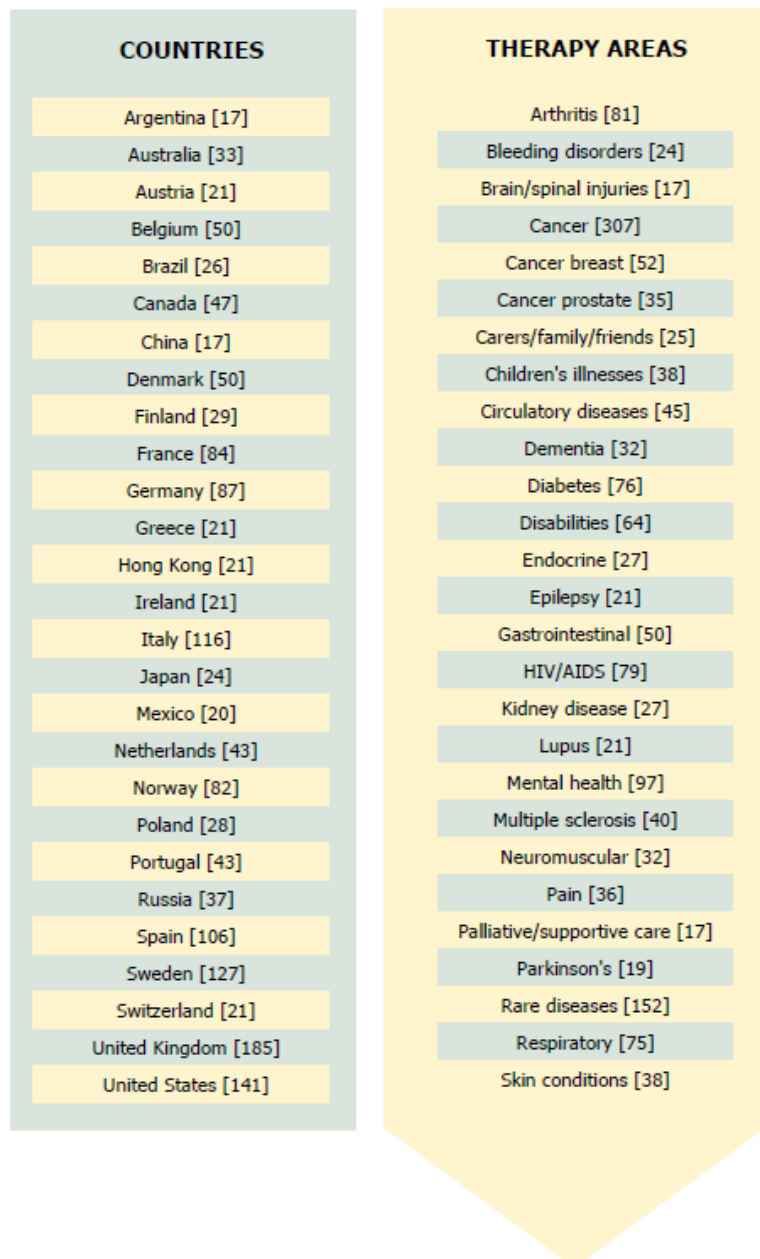 COUNTRIES
Argentina [17]
Australia [33]
Austria [21]
Belgium [50]
Brazil [26]
Canada [47]
China [17]
Denmark [50]
Finland [29]
France [84]
Germany [87]
Greece [21]
Hong Kong [21]
Ireland [21]
Italy [116]
Japan [24]
Mexico [20]
Netherlands [43]
Norway [82]
Poland [28]
Portugal [43]
Russia [37]
Spain [106]
Sweden [127]
Switzerland [21]
United Kingdom [185]
United States [141]
THERAPY AREAS
Arthritis [81]
Bleeding disorders [24]
Brain/spinal injuries [17]
Cancer [307]
Cancer breast [52]
Cancer prostate [35]
Carers/family/friends [25]
Children's illnesses [38]
Circulatory diseases [45]
Dementia [32]
Diabetes [76]
Disabilities [64]
Endocrine [27]
Epilepsy [21]
Gastrointestinal [50]
HIV/AIDS [79]
Kidney disease [27]
Lupus [21]
Mental health [97]
Multiple sclerosis [40]
Neuromuscular [32]
Pain [36]
Palliative/supportive care [17]
Parkinson's [19]
Rare diseases [152]
Respiratory [75]
Skin conditions [38]